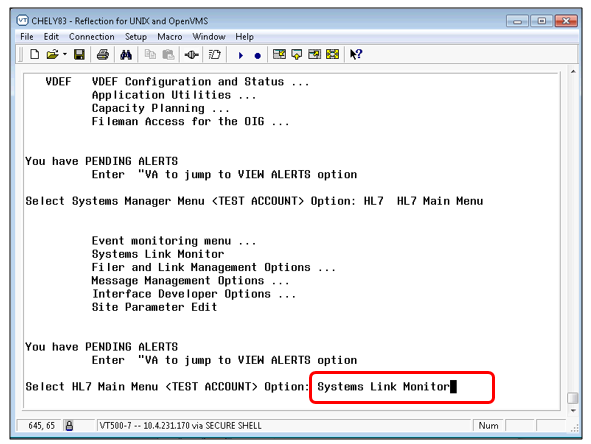 CHELY83 - Reflection for UNIX and OpenVMS
File Edit Connection Setup Macro Window Help
VDEF VDEF Configuration and Status ...
Application Utilities ...
Capacity Planning ...
Fileman Access for the OIG ...
You have PENDING ALERTS
Enter "VA to jump to VIEW ALERTS option
Select Systems Manager Menu <TEST ACCOUNT> Option: HL7 HL7 Main Menu
Event monitoring menu ...
Systems Link Monitor
Filer and Link Management Options ...
Message Management Options ...
Interface Developer Options ...
Site Parameter Edit
You have PENDING ALERTS
Enter "VA to jump to VIEW ALERTS option
Select HL7 Main Menu <TEST ACCOUNT> Option: Systems Link Monitor
645, 65 VT500-7 -- 10.4.231.170 via SECURE SHELL Num